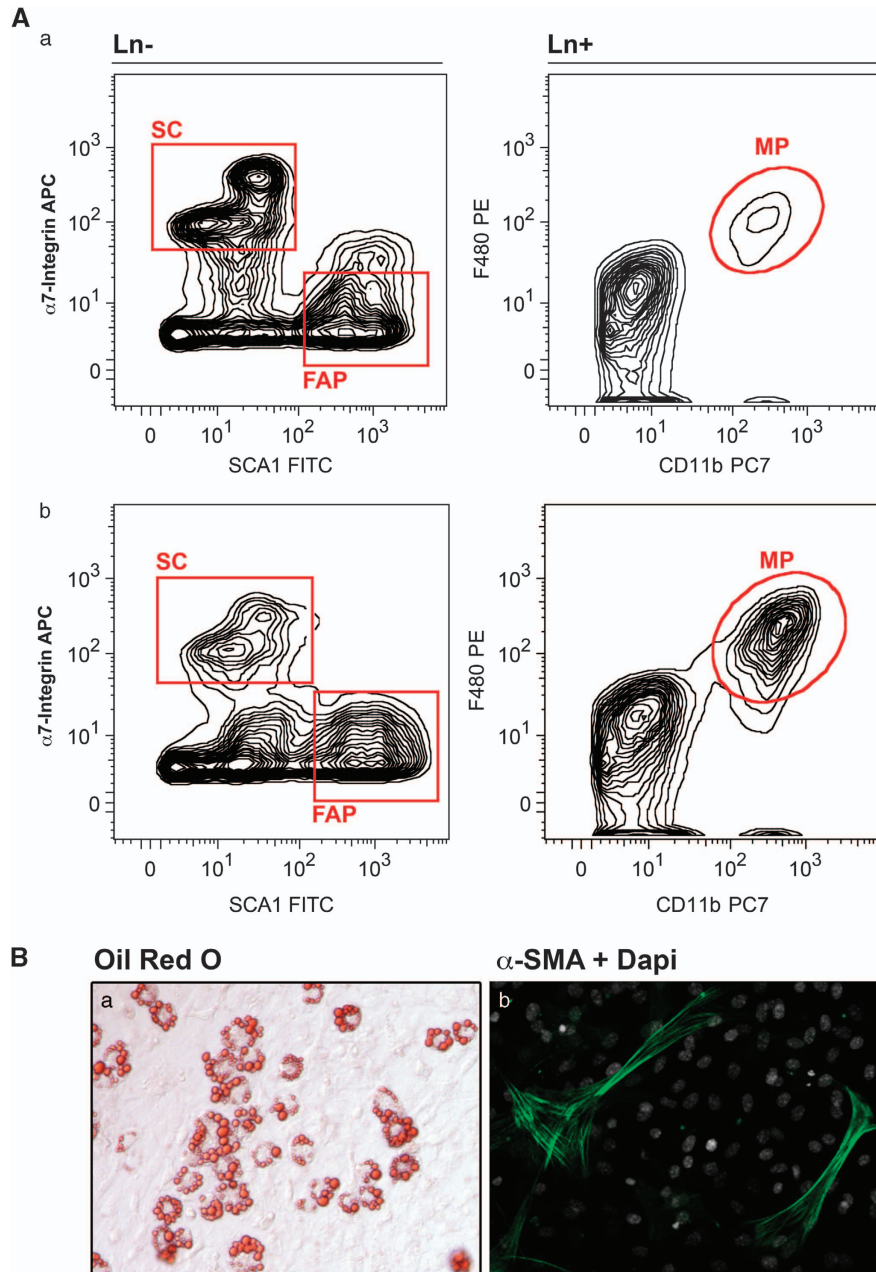 A
a
Ln-
Ln+
SC
FAP
α7-Integrin APC
10³
10²
10¹
0
0
10¹
10²
10³
SCA1 FITC
MP
F480 PE
10³
10²
10¹
0
0
10¹
10²
10³
CD11b PC7
b
SC
FAP
α7-Integrin APC
10³
10²
10¹
0
0
10¹
10²
10³
SCA1 FITC
MP
F480 PE
10³
10²
10¹
0
0
10¹
10²
10³
CD11b PC7
B
Oil Red O
α-SMA + Dapi
a
b